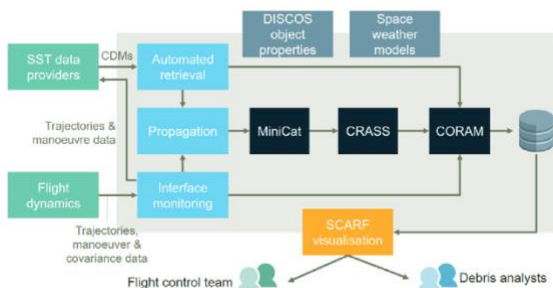 DISCOS
object
properties
Space
weather
models
SST data
providers
CDMs
Automated
retrieval
Trajectories &
manoeuvre data
Propagation
MiniCat
CRASS
CORAM
Flight
dynamics
Interface
monitoring
Trajectories,
manoeuver &
covariance data
SCARF
visualisation
Flight control team
Debris analysts